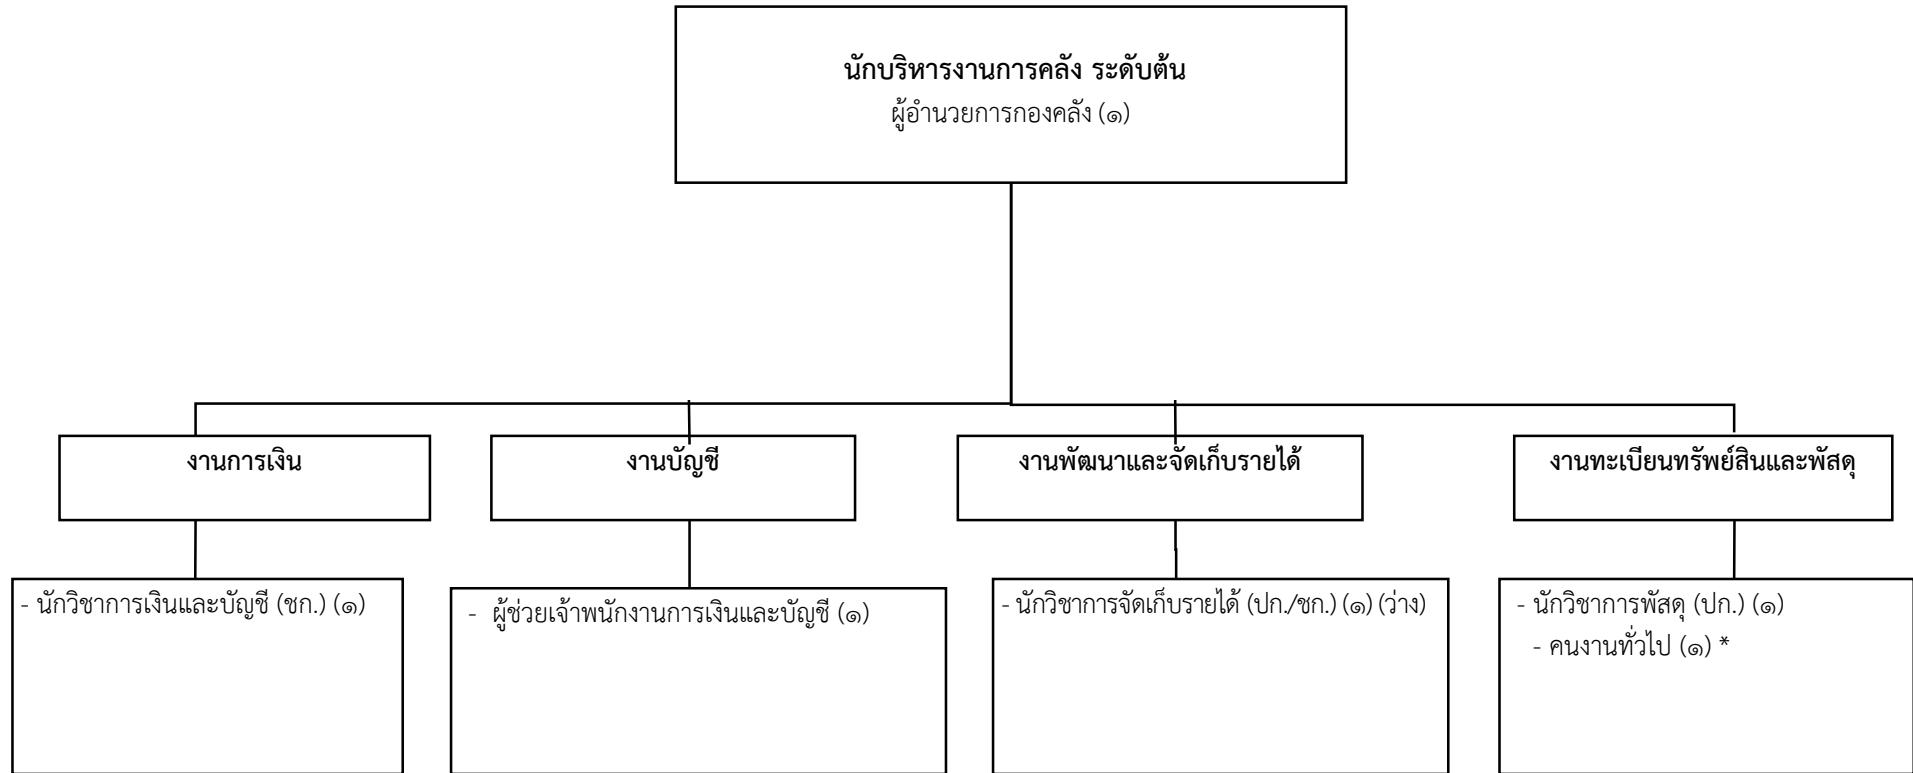 นักบริหารงานการคลัง ระดับต้น
ผู้อำนวยการกองคลัง (๑)
งานการเงิน
งานบัญชี
งานพัฒนาและจัดเก็บรายได้
งานทะเบียนทรัพย์สินและพัสดุ
- นักวิชาการเงินและบัญชี (ชก.) (๑)
- ผู้ช่วยเจ้าพนักงานการเงินและบัญชี (๑)
- นักวิชาการจัดเก็บรายได้ (ปก./ชก.) (๑) (ว่าง)
- นักวิชาการพัสดุ (ปก.) (๑)
- คนงานทั่วไป (๑) *